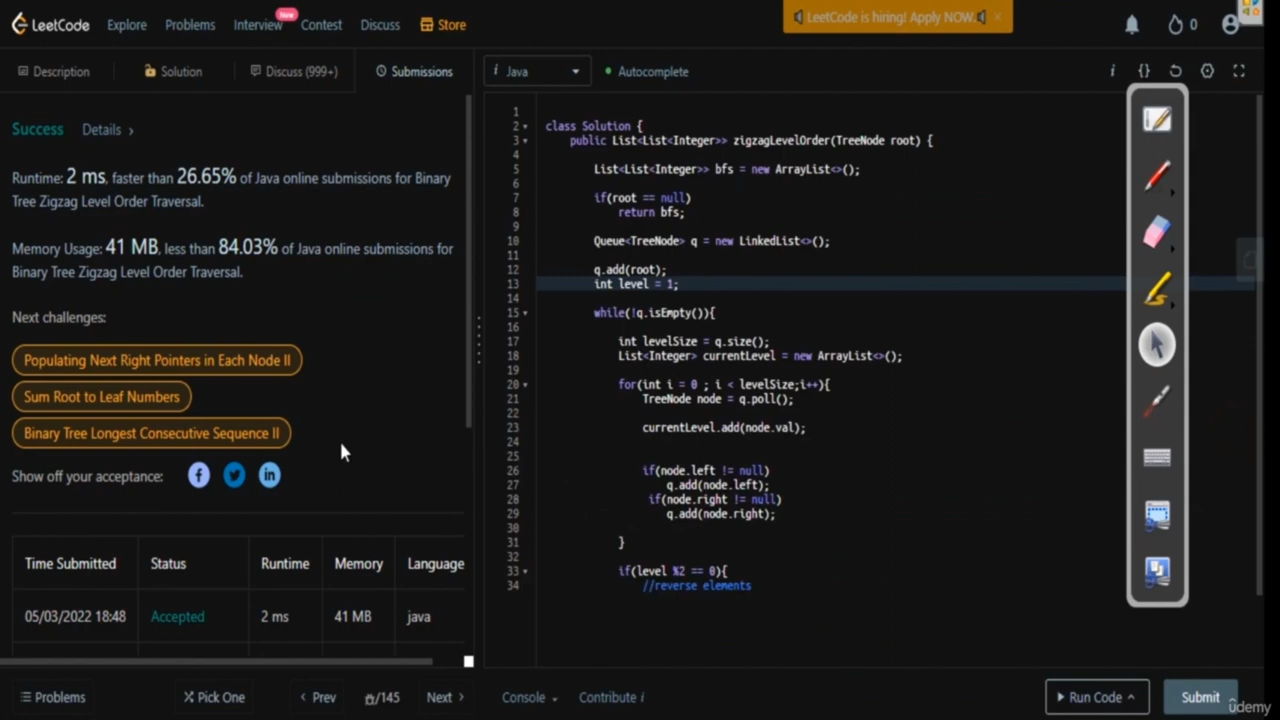 LeetCode
Explore
Problems
Interview
New
Contest
Discuss
Store
LeetCode is hiring! Apply NOW.
0
Description
Solution
Discuss (999+)
Submissions
i Java
Autocomplete
Success Details
Runtime: 2 ms, faster than 26.65% of Java online submissions for Binary
Tree Zigzag Level Order Traversal.
Memory Usage: 41 MB, less than 84.03% of Java online submissions for
Binary Tree Zigzag Level Order Traversal.
Next challenges:
Populating Next Right Pointers in Each Node II
Sum Root to Leaf Numbers
Binary Tree Longest Consecutive Sequence II
Show off your acceptance:
Time Submitted Status Runtime Memory Language
05/03/2022 18:48 Accepted 2 ms 41 MB java
1
2 class Solution {
3 public List<List<Integer>> zigzagLevelOrder(TreeNode root) {
4
5 List<List<Integer>> bfs = new ArrayList<>();
6
7 if(root == null)
8 return bfs;
9
10 Queue<TreeNode> q = new LinkedList<>();
11
12 q.add(root);
13 int level = 1;
14
15 while(!q.isEmpty()){
16
17 int levelSize = q.size();
18 List<Integer> currentLevel = new ArrayList<>();
19
20 for(int i = 0 ; i < levelSize;i++){
21 TreeNode node = q.poll();
22
23 currentLevel.add(node.val);
24
25
26 if(node.left != null)
27 q.add(node.left);
28 if(node.right != null)
29 q.add(node.right);
30
31 }
32
33 if(level %2 == 0){
34 //reverse elements
Problems
Pick One
Prev
/145
Next
Console
Contribute i
Run Code
Submit
udemy